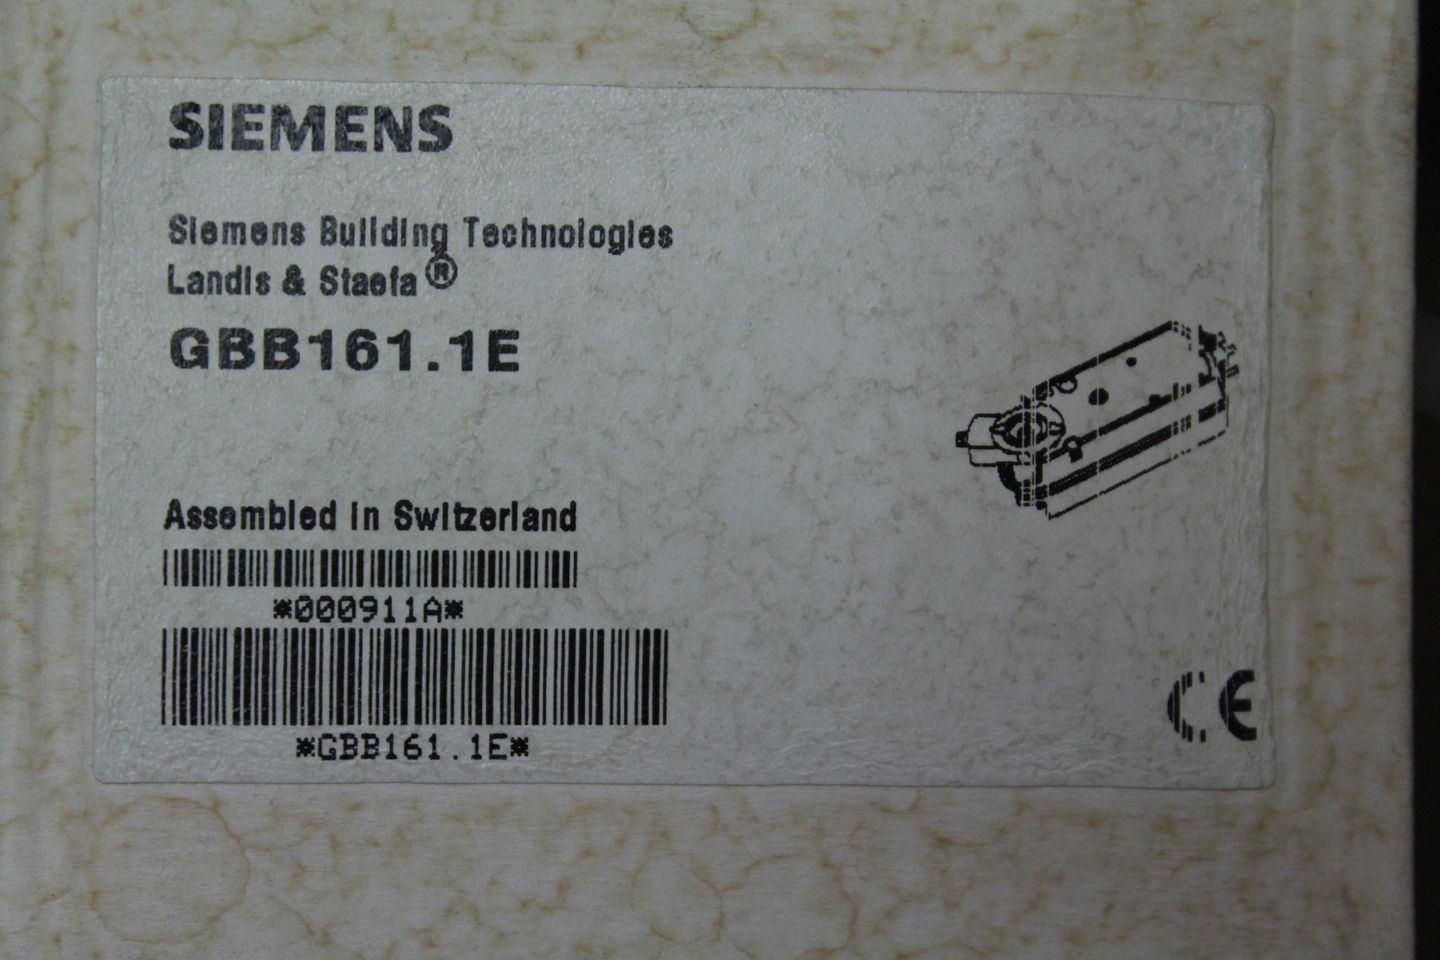 SIEMENS
Siemens Building Technologies
Landis & Staefa®
GBB161.1E
Assembled in Switzerland
*000911A*
*GBB161.1E*
CE